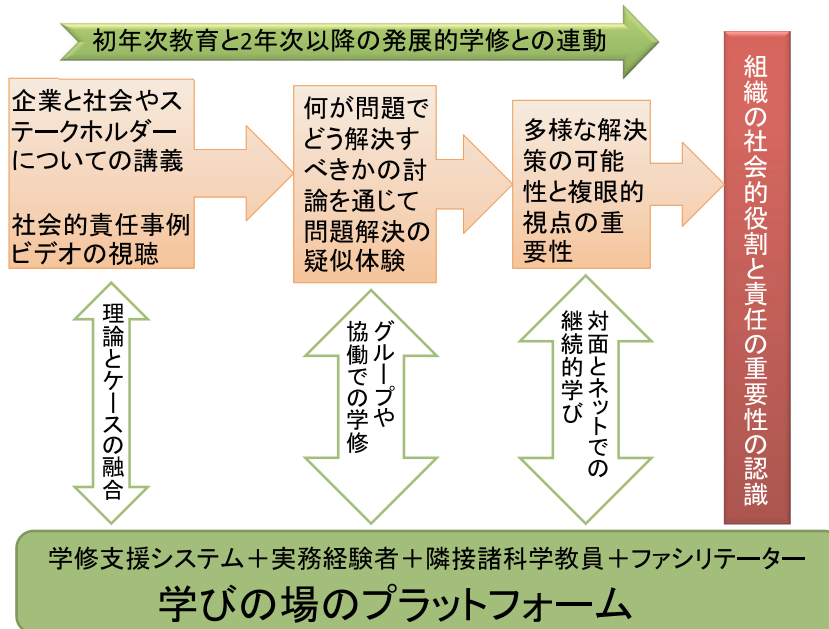 初年次教育と2年次以降の発展的学修との連動
企業と社会やス
テークホルダー
についての講義
社会的責任事例
ビデオの視聴
何が問題で
どう解決す
べきかの討
論を通じて
問題解決の
疑似体験
多様な解決
策の可能
性と複眼的
視点の重
要性
組織の社会的役割と責任の重要性の認識
理論とケースの融合
グループや
協働での学修
対面とネットでの
継続的学び
学修支援システム＋実務経験者＋隣接諸科学教員＋ファシリテーター
学びの場のプラットフォーム